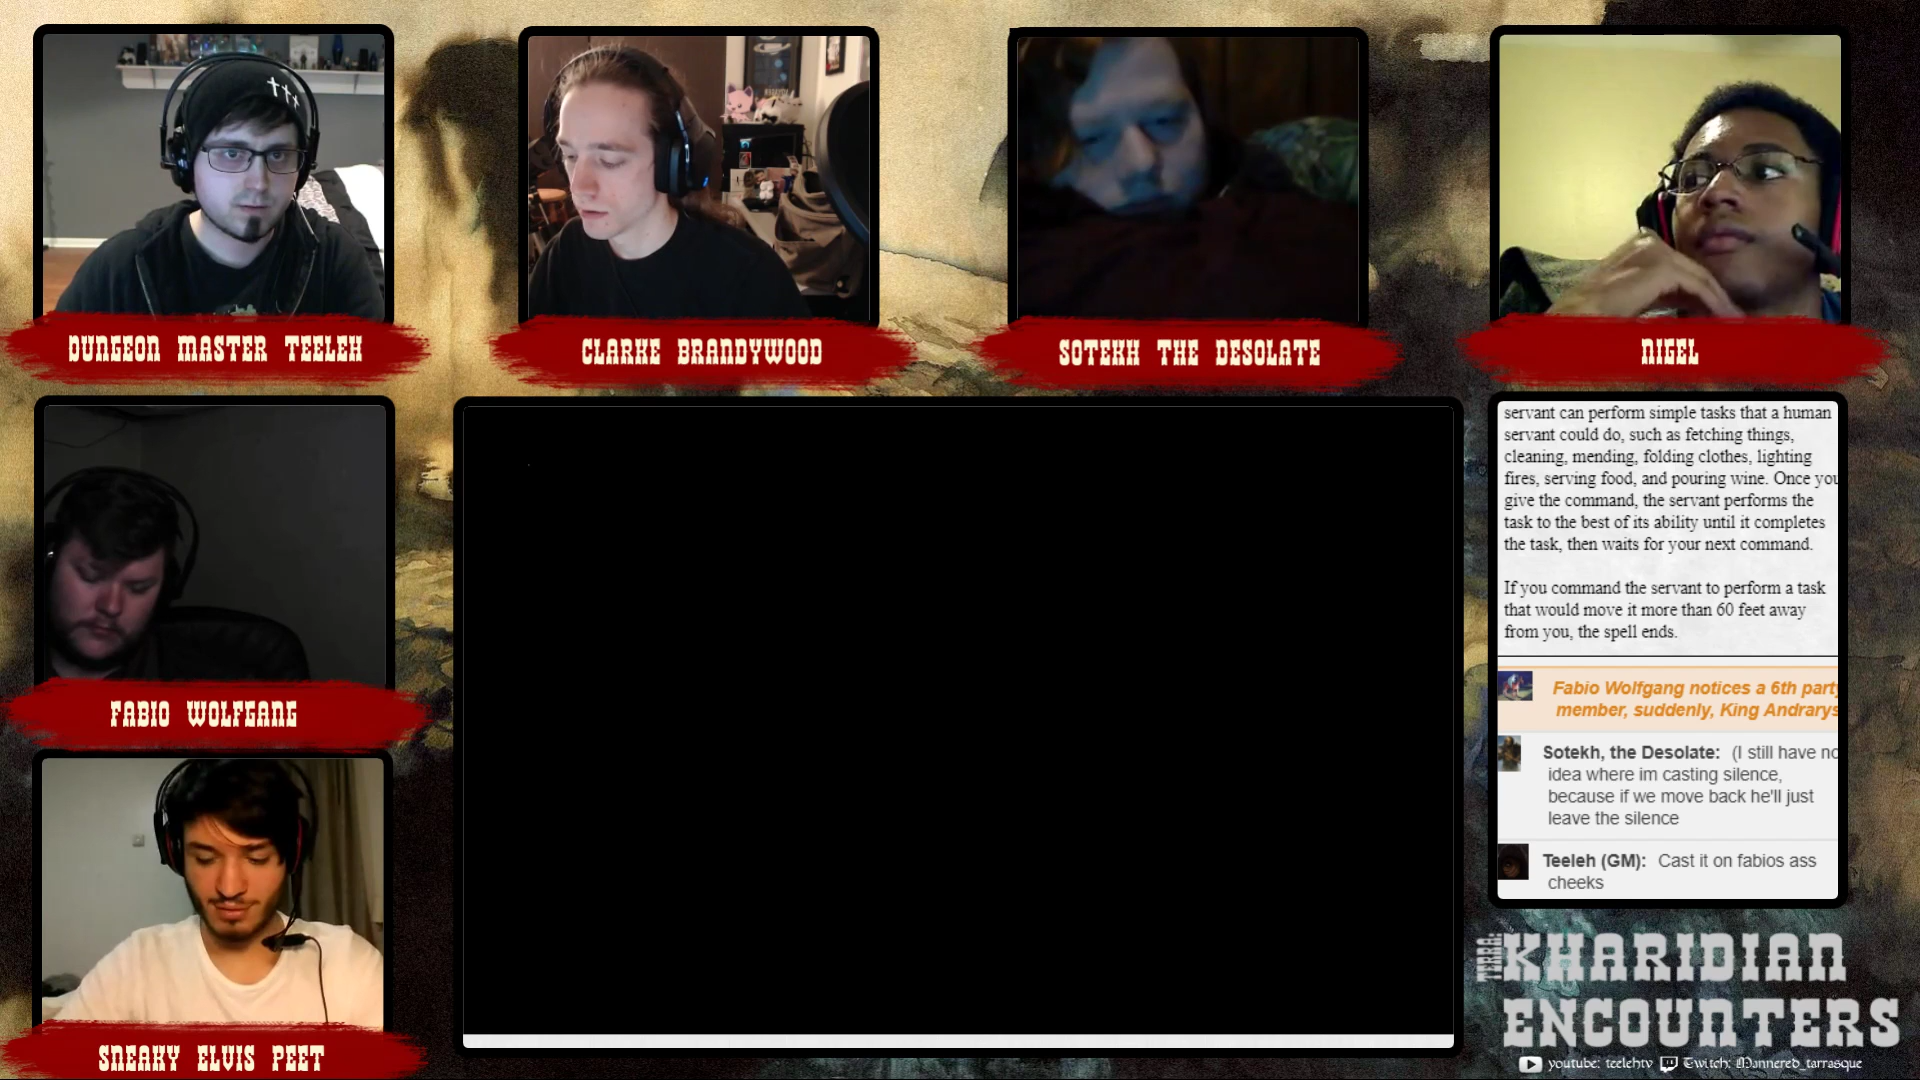 DUNGEON MASTER TEELEH
CLARKE BRANDYWOOD
SOTEKH THE DESOLATE
NIGEL
servant can perform simple tasks that a human
servant could do, such as fetching things,
cleaning, mending, folding clothes, lighting
fires, serving food, and pouring wine. Once you
give the command, the servant performs the
task to the best of its ability until it completes
the task, then waits for your next command.
If you command the servant to perform a task
that would move it more than 60 feet away
from you, the spell ends.
Fabio Wolfgang notices a 6th party
member, suddenly, King Andrarys
Sotekh, the Desolate: (I still have no
idea where im casting silence,
because if we move back he'll just
leave the silence
Teeleh (GM): Cast it on fabios ass
cheeks
FABIO WOLFGANG
SNEAKY ELVIS PEET
TERRA:
KHARIDIAN
ENCOUNTERS
youtube: teelehtv Twitch: Mannered_tarrasque